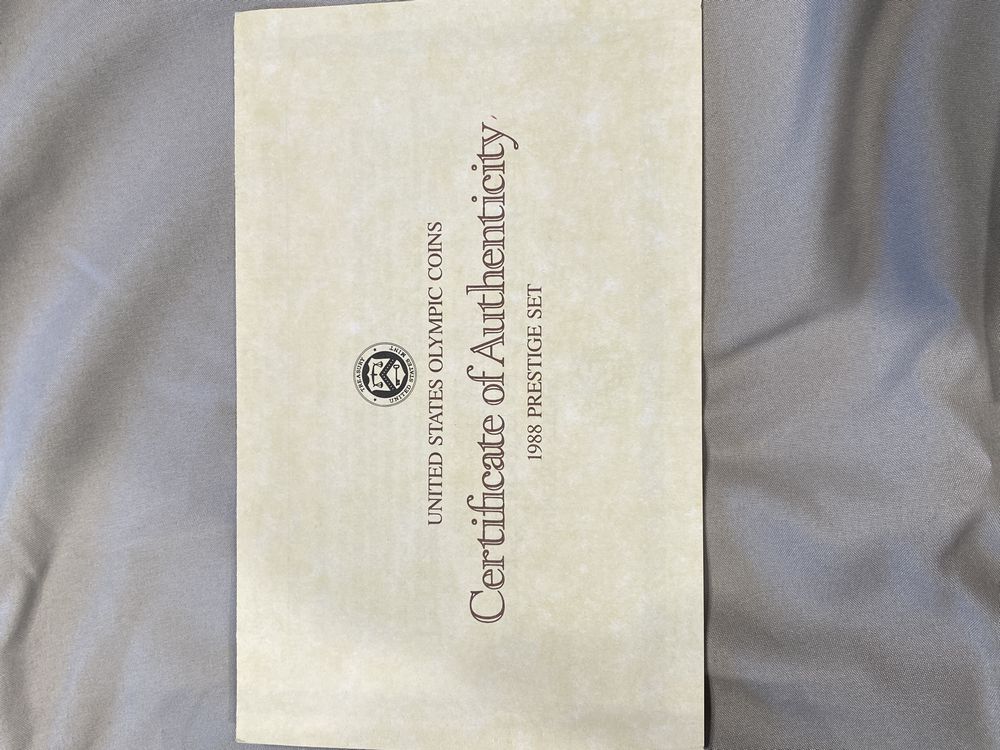 TREASURY
UNITED STATES MINT
UNITED STATES OLYMPIC COINS
Certificate of Authenticity
1988 PRESTIGE SET